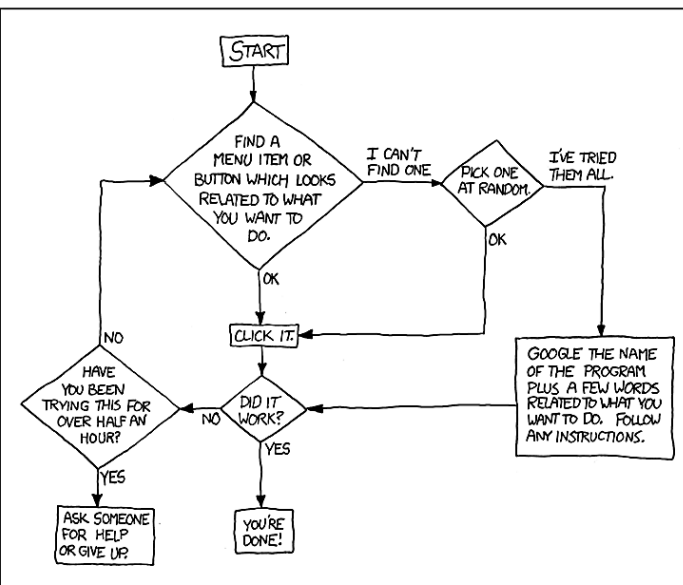 START
FIND A
MENU ITEM OR
BUTTON WHICH LOOKS
RELATED TO WHAT
YOU WANT TO
DO.
I CAN'T
FIND ONE
PICK ONE
AT RANDOM.
I'VE TRIED
THEM ALL.
OK
OK
CLICK IT.
NO
HAVE
YOU BEEN
TRYING THIS FOR
OVER HALF AN
HOUR?
DID IT
WORK?
NO
GOOGLE THE NAME
OF THE PROGRAM
PLUS A FEW WORDS
RELATED TO WHAT YOU
WANT TO DO. FOLLOW
ANY INSTRUCTIONS.
YES
YES
ASK SOMEONE
FOR HELP
OR GIVE UP.
YOU'RE
DONE!